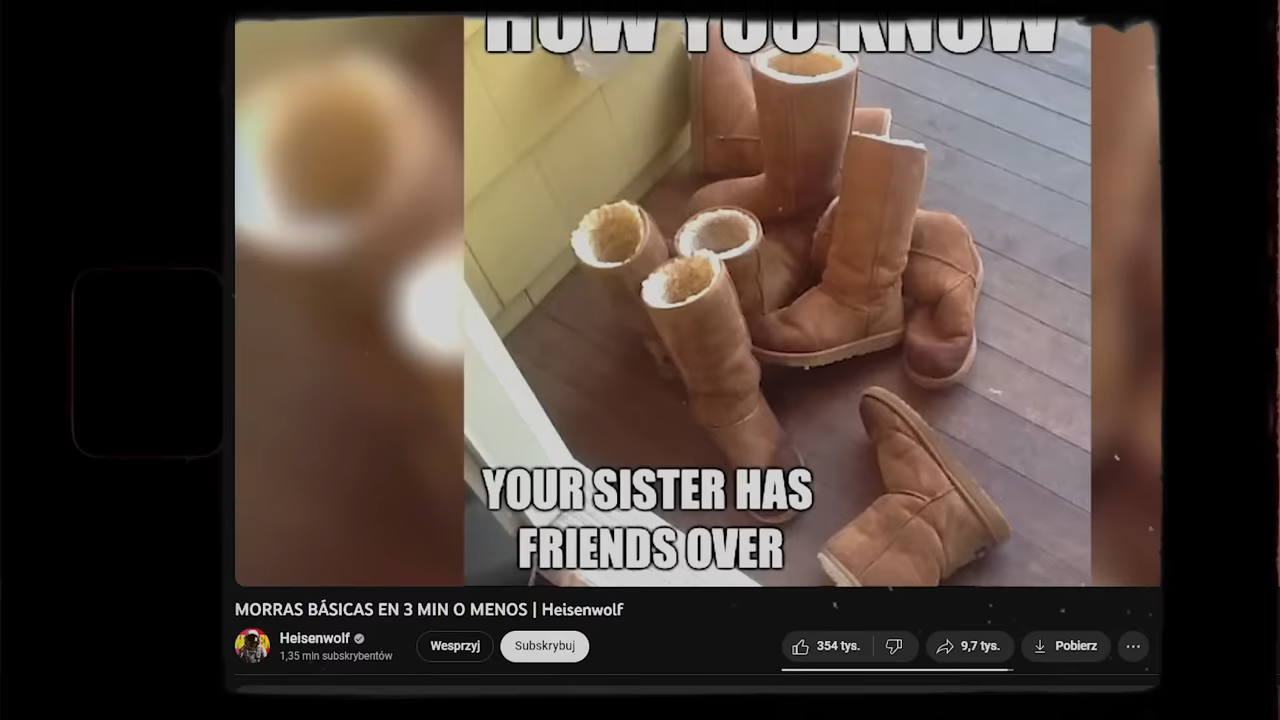 HOW YOU KNOW
YOUR SISTER HAS
FRIENDS OVER
MORRAS BÁSICAS EN 3 MIN O MENOS | Heisenwolf
Heisenwolf
1,35 mln subskrybentów
Wesprzyj
Subskrybuj
354 tys.
9,7 tys.
Pobierz